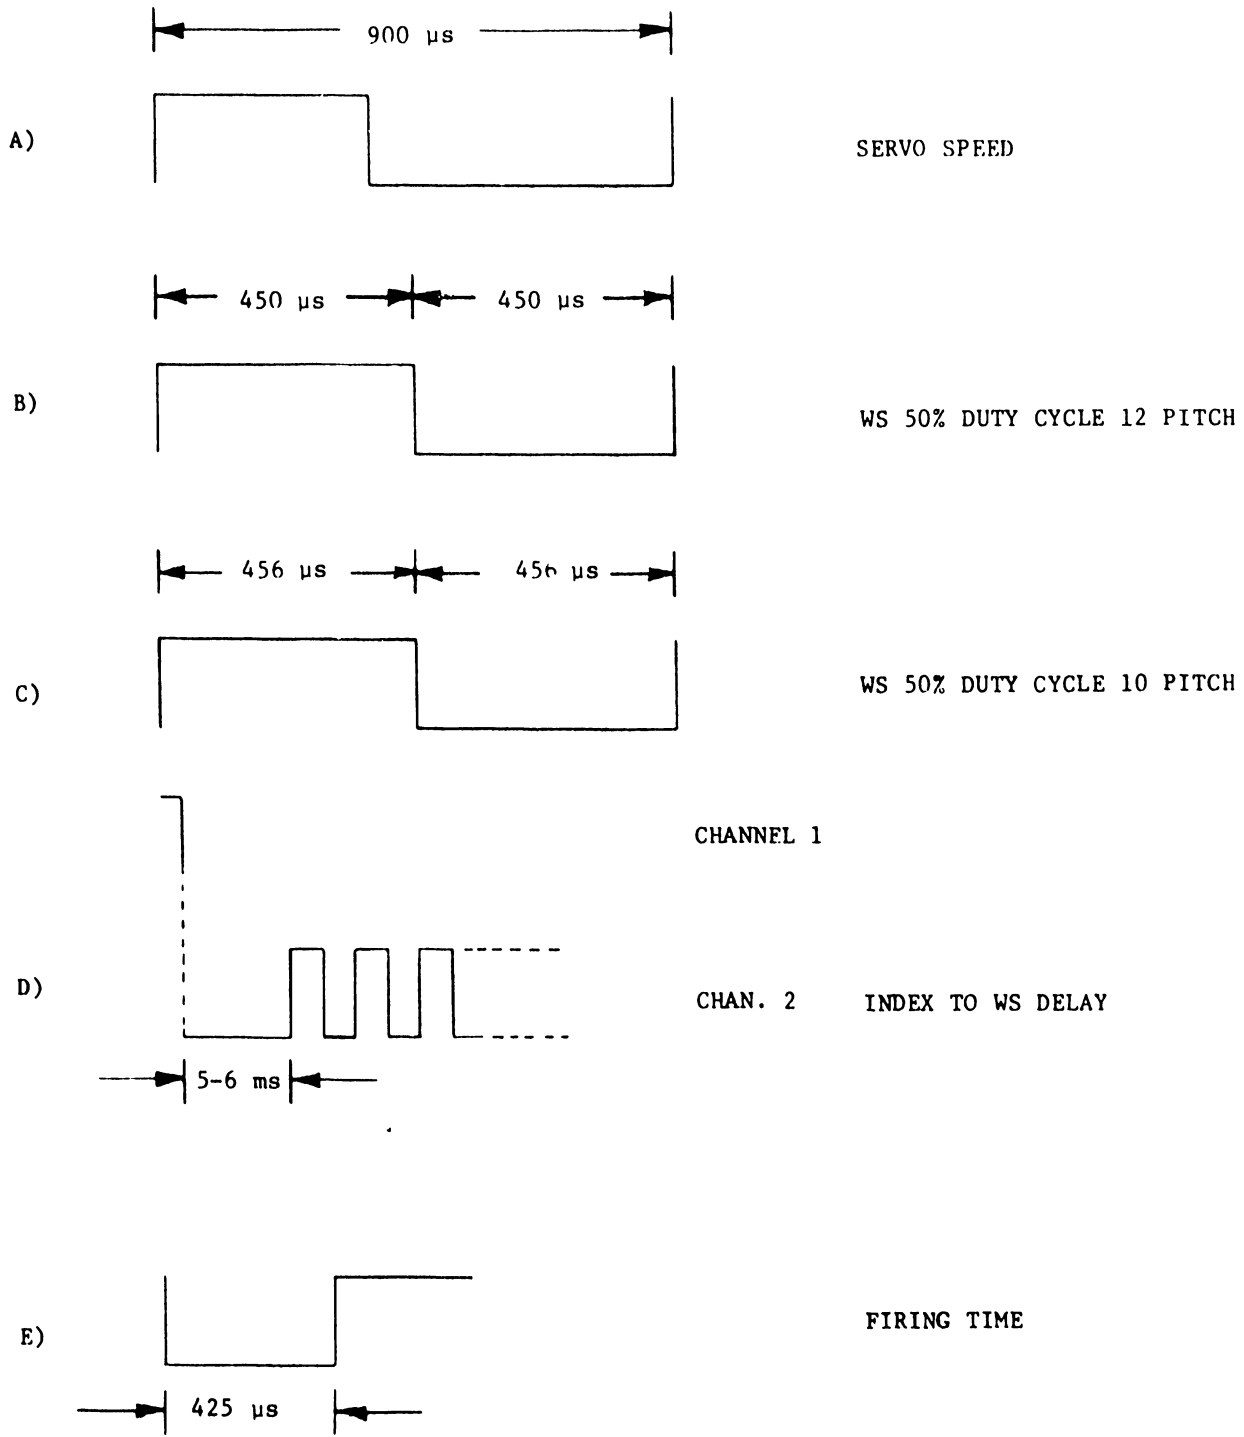 900 µs
A)
SERVO SPEED
450 µs 450 µs
B)
WS 50% DUTY CYCLE 12 PITCH
456 µs 456 µs
C)
WS 50% DUTY CYCLE 10 PITCH
CHANNEL 1
D)
CHAN. 2 INDEX TO WS DELAY
5-6 ms
E)
FIRING TIME
425 µs